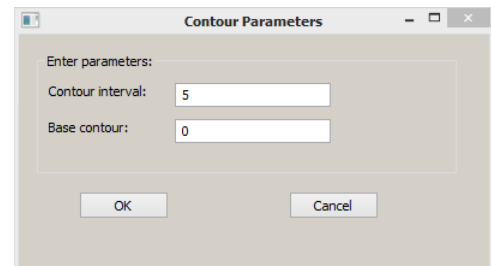 Contour Parameters
Enter parameters:
Contour interval: 5
Base contour: 0
OK Cancel